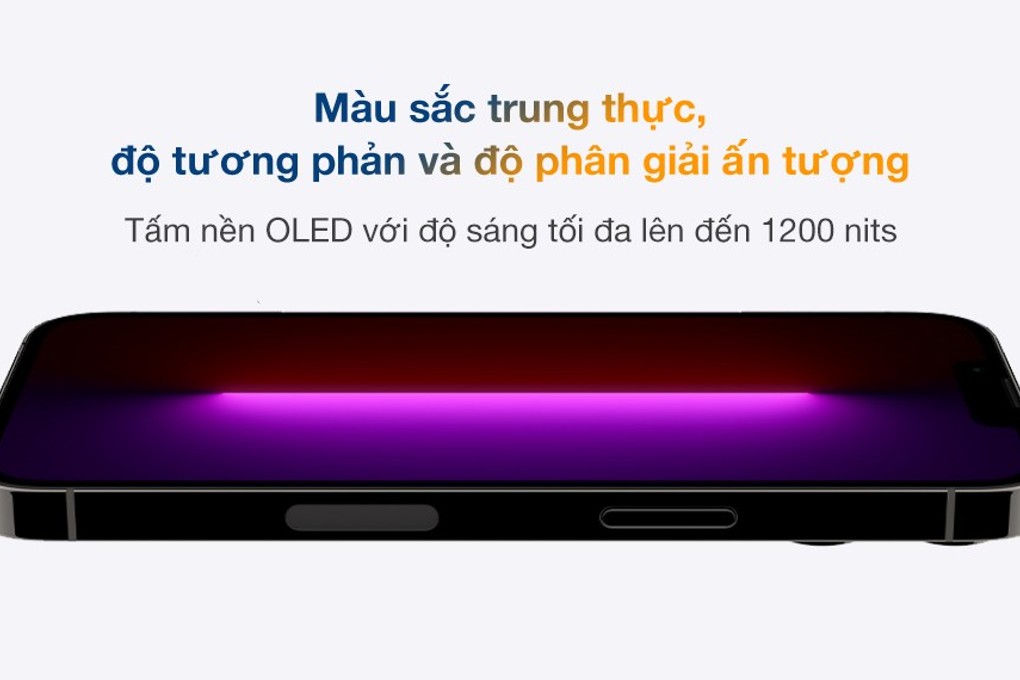 Màu sắc trung thực,
độ tương phản và độ phân giải ấn tượng
Tấm nền OLED với độ sáng tối đa lên đến 1200 nits